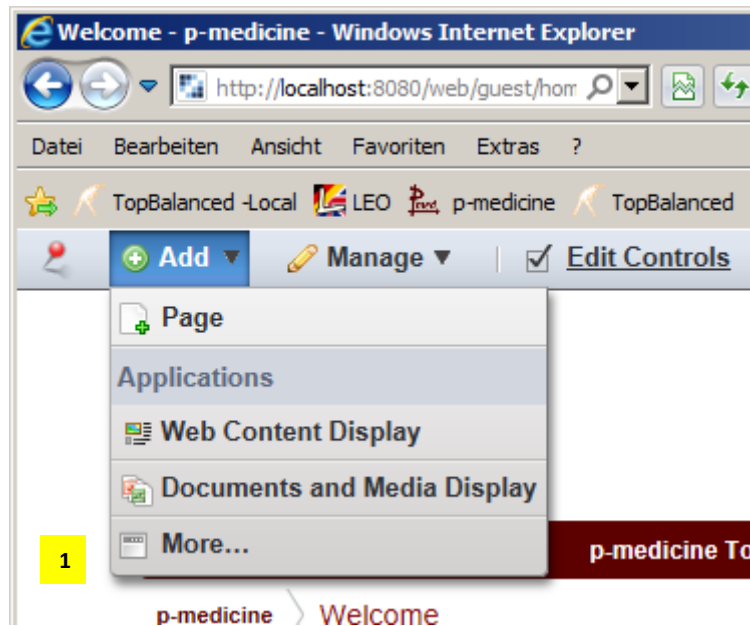 Welcome - p-medicine - Windows Internet Explorer
http://localhost:8080/web/guest/hom
Datei Bearbeiten Ansicht Favoriten Extras ?
TopBalanced -Local LEO p-medicine TopBalanced
Add Manage Edit Controls
Page
Applications
Web Content Display
Documents and Media Display
More...
1 p-medicine To
p-medicine Welcome